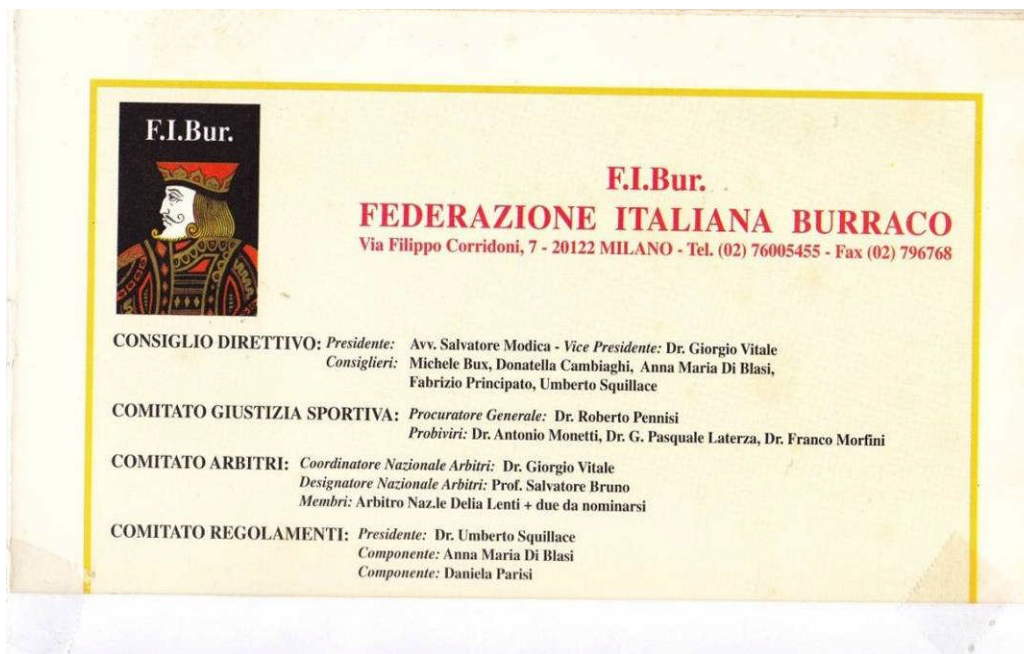 F.I.Bur.
F.I.Bur.
FEDERAZIONE ITALIANA BURRACO
Via Filippo Corridoni, 7 - 20122 MILANO - Tel. (02) 76005455 - Fax (02) 796768
CONSIGLIO DIRETTIVO: Presidente: Avv. Salvatore Modica - Vice Presidente: Dr. Giorgio Vitale
Consiglieri: Michele Bux, Donatella Cambiaghi, Anna Maria Di Blasi,
Fabrizio Principato, Umberto Squillace
COMITATO GIUSTIZIA SPORTIVA: Procuratore Generale: Dr. Roberto Pennisi
Probiviri: Dr. Antonio Monetti, Dr. G. Pasquale Laterza, Dr. Franco Morfini
COMITATO ARBITRI: Coordinatore Nazionale Arbitri: Dr. Giorgio Vitale
Designatore Nazionale Arbitri: Prof. Salvatore Bruno
Membri: Arbitro Naz.le Delia Lenti + due da nominarsi
COMITATO REGOLAMENTI: Presidente: Dr. Umberto Squillace
Componente: Anna Maria Di Blasi
Componente: Daniela Parisi